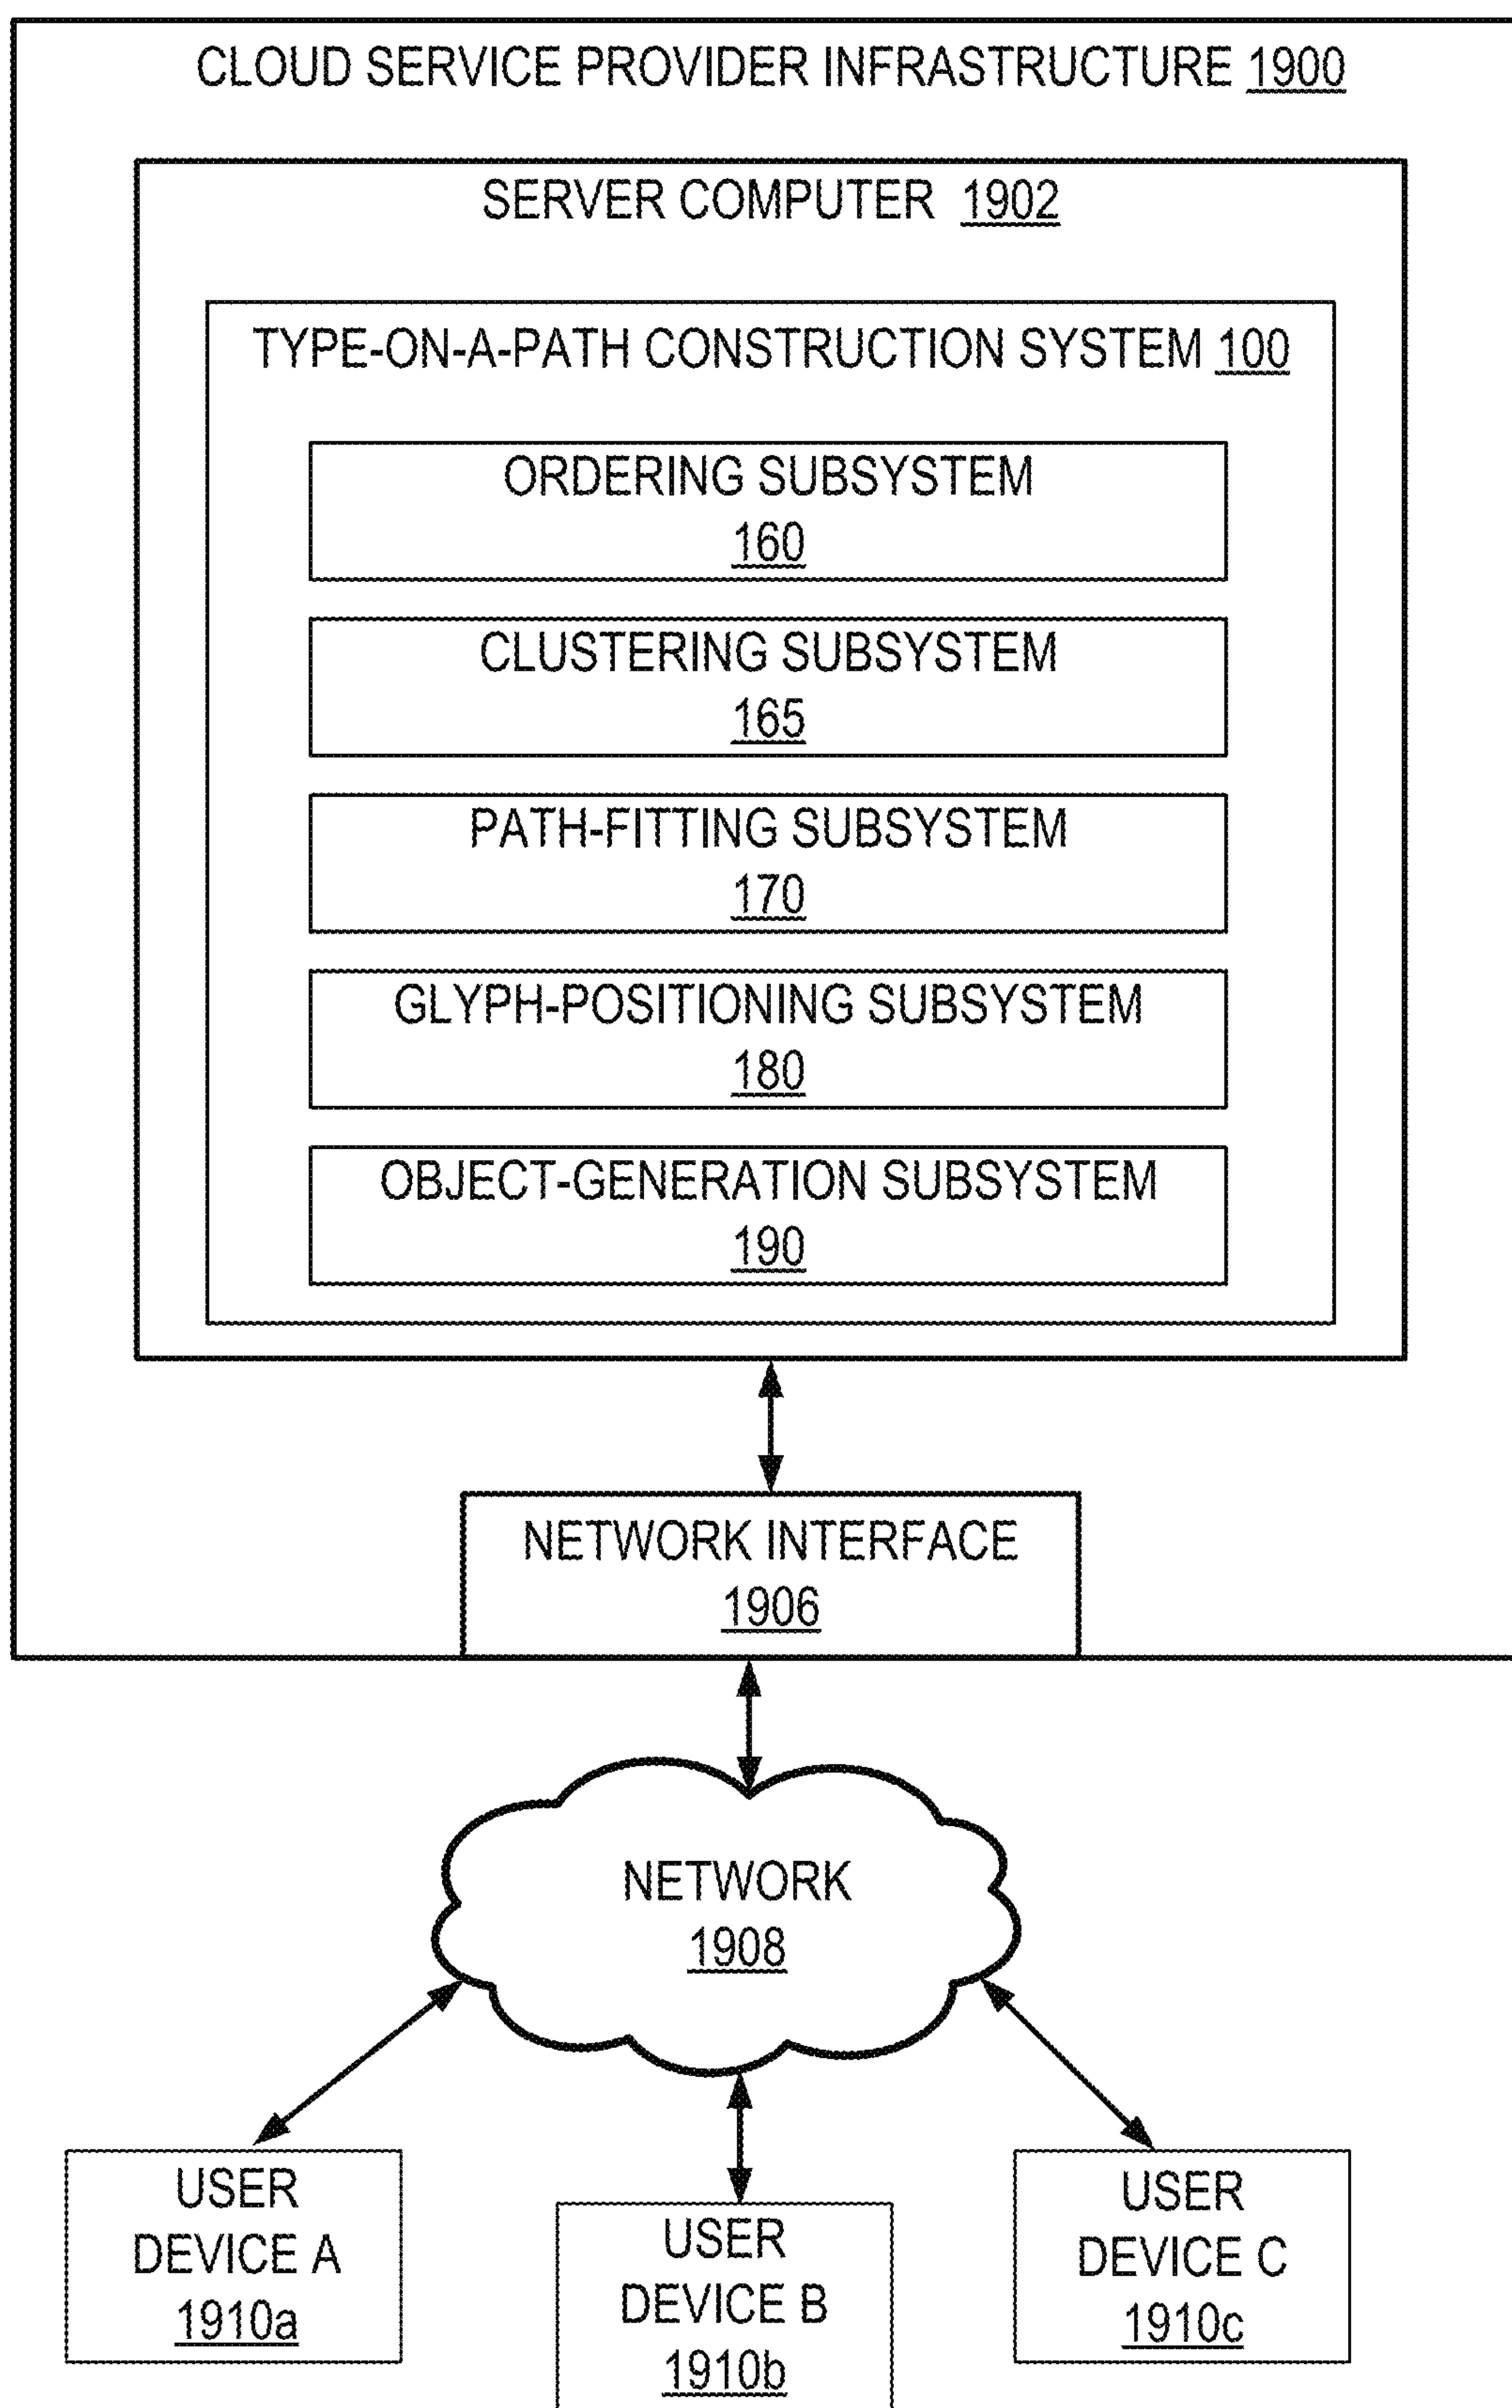 CLOUD SERVICE PROVIDER INFRASTRUCTURE 1900
SERVER COMPUTER 1902
TYPE-ON-A-PATH CONSTRUCTION SYSTEM 100
ORDERING SUBSYSTEM
160
CLUSTERING SUBSYSTEM
165
PATH-FITTING SUBSYSTEM
170
GLYPH-POSITIONING SUBSYSTEM
180
OBJECT-GENERATION SUBSYSTEM
190
NETWORK INTERFACE
1906
NETWORK
1908
USER
DEVICE A
1910a
USER
DEVICE B
1910b
USER
DEVICE C
1910c